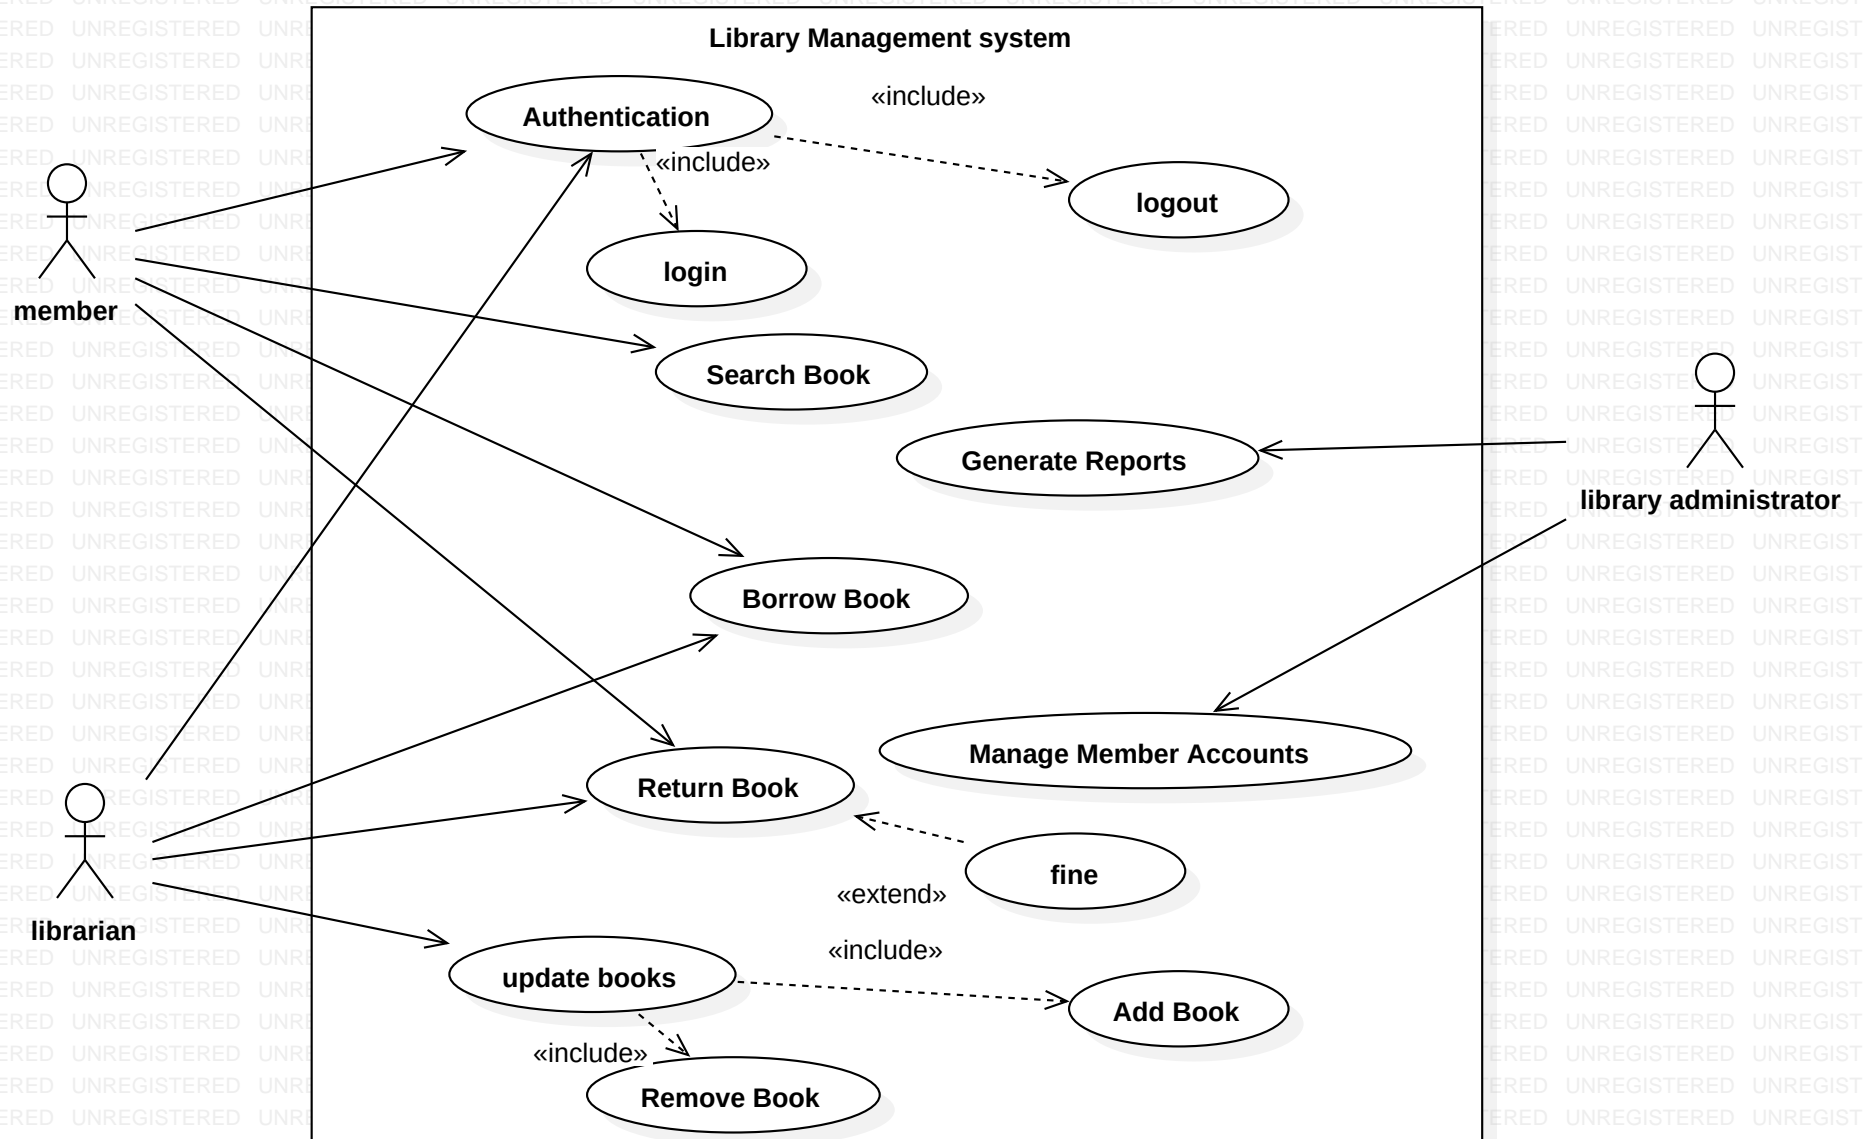 Library Management system
Authentication
«include»
«include»
logout
login
member
Search Book
Generate Reports
library administrator
Borrow Book
Manage Member Accounts
Return Book
fine
«extend»
librarian
«include»
update books
Add Book
«include»
Remove Book
UNREGISTERED